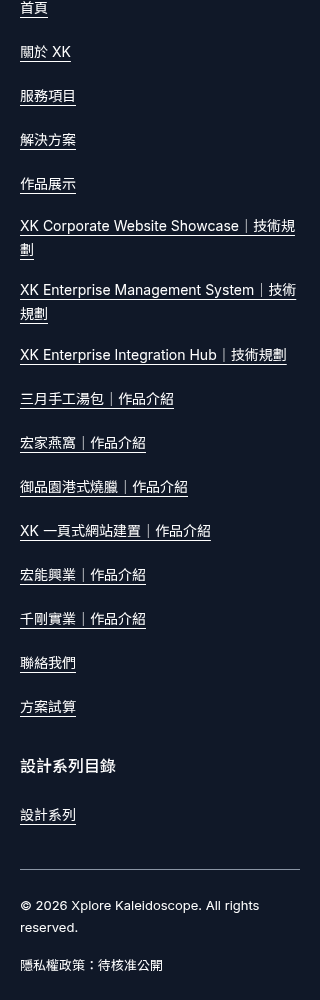 首頁
關於 XK
服務項目
解決方案
作品展示
XK Corporate Website Showcase｜技術規
劃
XK Enterprise Management System｜技術
規劃
XK Enterprise Integration Hub｜技術規劃
三月手工湯包｜作品介紹
宏家燕窩｜作品介紹
御品園港式燒臘｜作品介紹
XK 一頁式網站建置｜作品介紹
宏能興業｜作品介紹
千剛實業｜作品介紹
聯絡我們
方案試算
設計系列目錄
設計系列
© 2026 Xplore Kaleidoscope. All rights
reserved.
隱私權政策：待核准公開